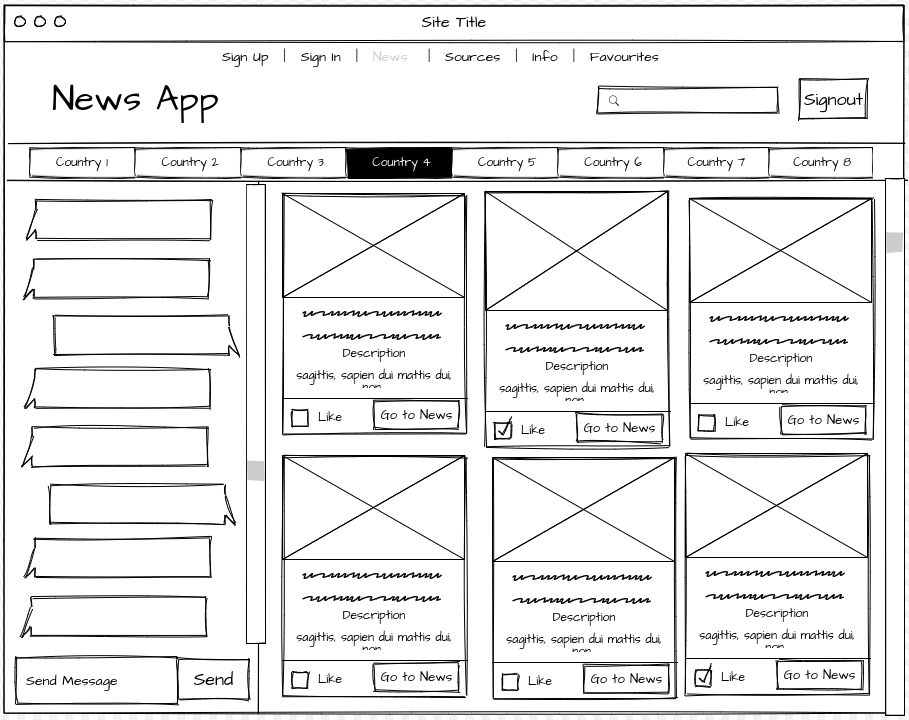 Site Title
Sign Up | Sign In | News | Sources | Info | Favourites
News App
Signout
Country 1 Country 2 Country 3 Country 4 Country 5 Country 6 Country 7 Country 8
Description
sagittis, sapien dui mattis dui,
non
Like Go to News
Description
sagittis, sapien dui mattis dui,
non
Like Go to News
Description
sagittis, sapien dui mattis dui,
non
Like Go to News
Description
sagittis, sapien dui mattis dui,
non
Like Go to News
Description
sagittis, sapien dui mattis dui,
non
Like Go to News
Description
sagittis, sapien dui mattis dui,
non
Like Go to News
Send Message Send